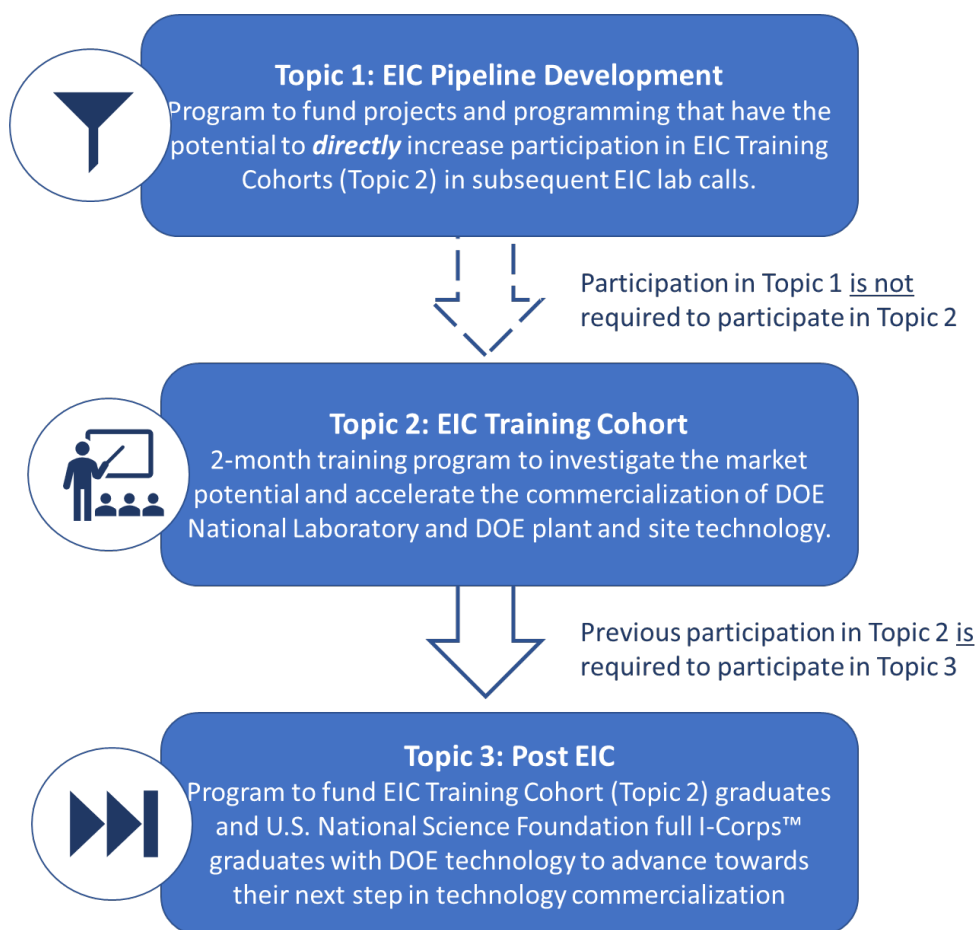 Topic 1: EIC Pipeline Development
Program to fund projects and programming that have the
potential to directly increase participation in EIC Training
Cohorts (Topic 2) in subsequent EIC lab calls.
Participation in Topic 1 is not
required to participate in Topic 2
Topic 2: EIC Training Cohort
2-month training program to investigate the market
potential and accelerate the commercialization of DOE
National Laboratory and DOE plant and site technology.
Previous participation in Topic 2 is
required to participate in Topic 3
Topic 3: Post EIC
Program to fund EIC Training Cohort (Topic 2) graduates
and U.S. National Science Foundation full I-Corps™
graduates with DOE technology to advance towards
their next step in technology commercialization